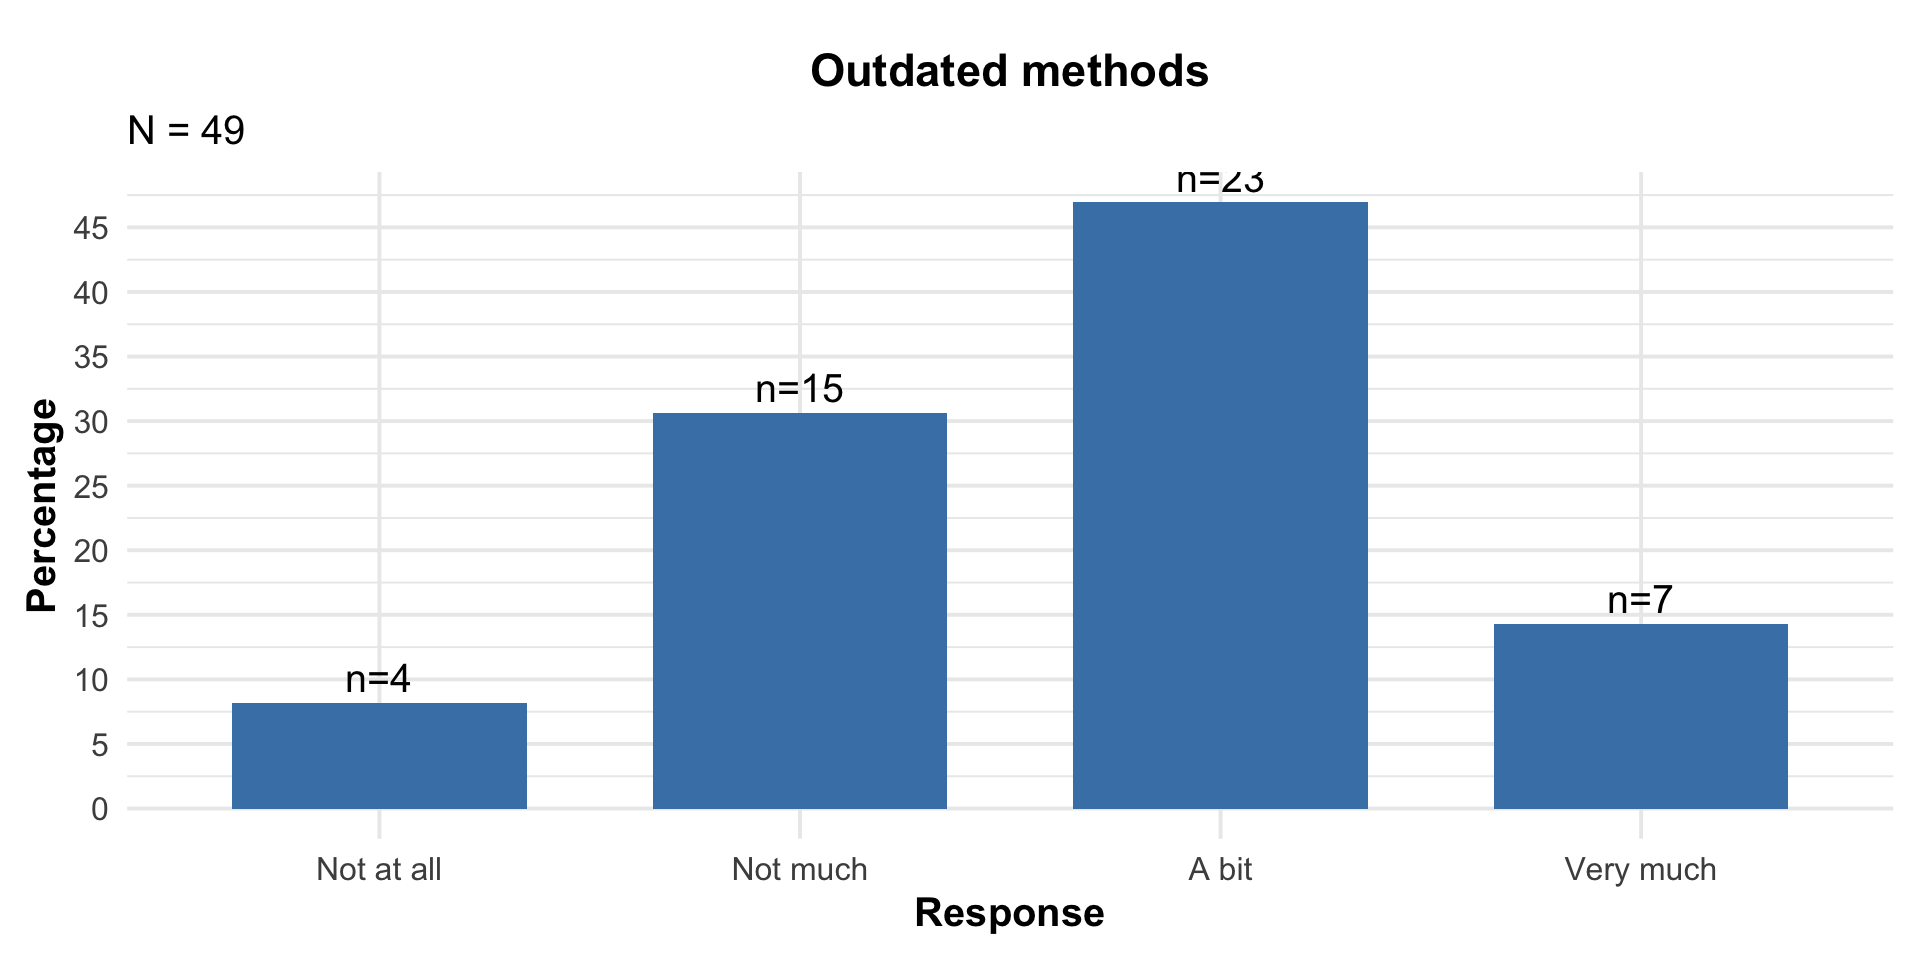 Outdated methods
N = 49
n=23
45
40
35
n=15
30
25
20
n=7
15
n=4
10
5
0
Percentage
Not at all Not much A bit Very much
Response